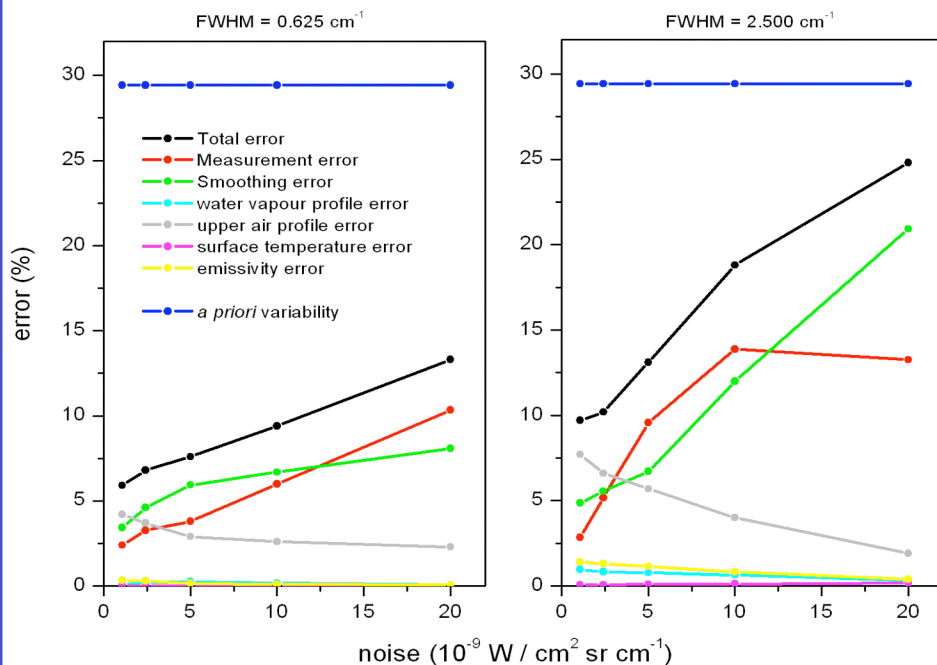 FWHM = 0.625 cm⁻¹
FWHM = 2.500 cm⁻¹
error (%)
30
25
20
15
10
5
0
Total error
Measurement error
Smoothing error
water vapour profile error
upper air profile error
surface temperature error
emissivity error
a priori variability
0 5 10 15 20
30
25
20
15
10
5
0
0 5 10 15 20
noise (10⁻⁹ W / cm² sr cm⁻¹)